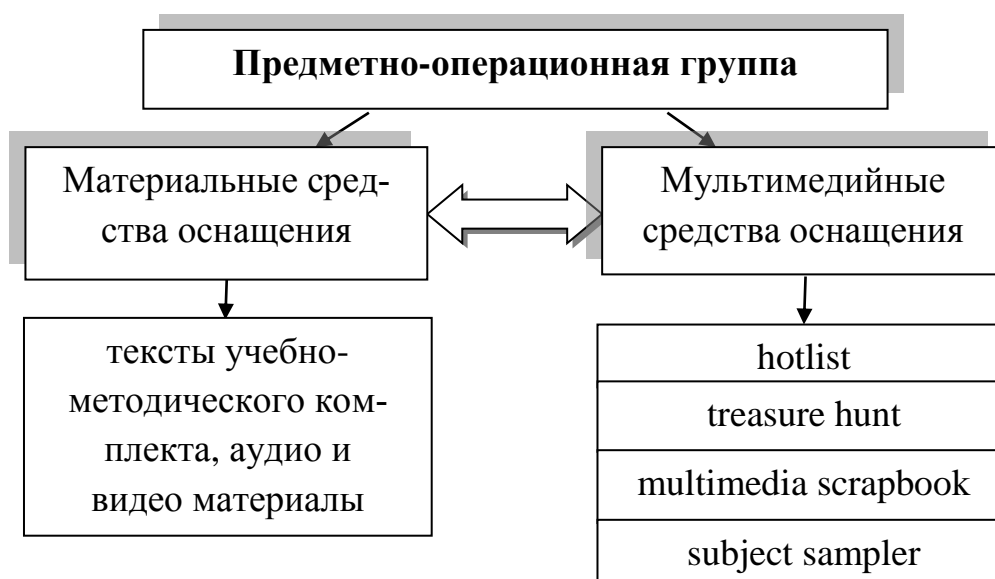 Предметно-операционная группа
Материальные сред-
ства оснащения
Мультимедийные
средства оснащения
тексты учебно-
методического ком-
плекта, аудио и
видео материалы
hotlist
treasure hunt
multimedia scrapbook
subject sampler